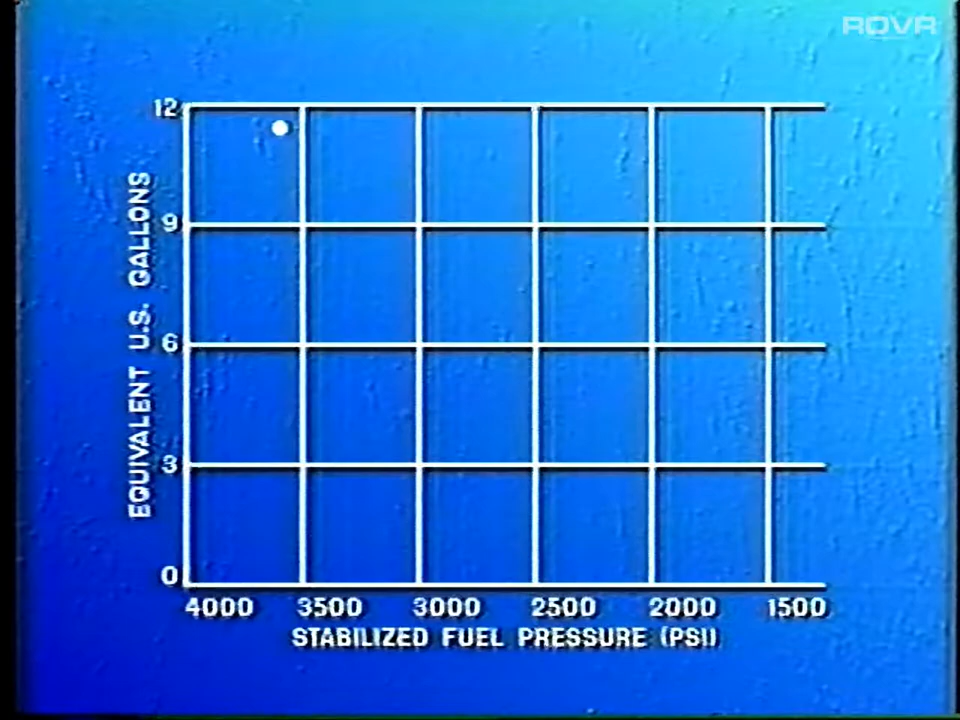 ROVR
12
9
6
3
0
EQUIVALENT U.S. GALLONS
4000 3500 3000 2500 2000 1500
STABILIZED FUEL PRESSURE (PSI)